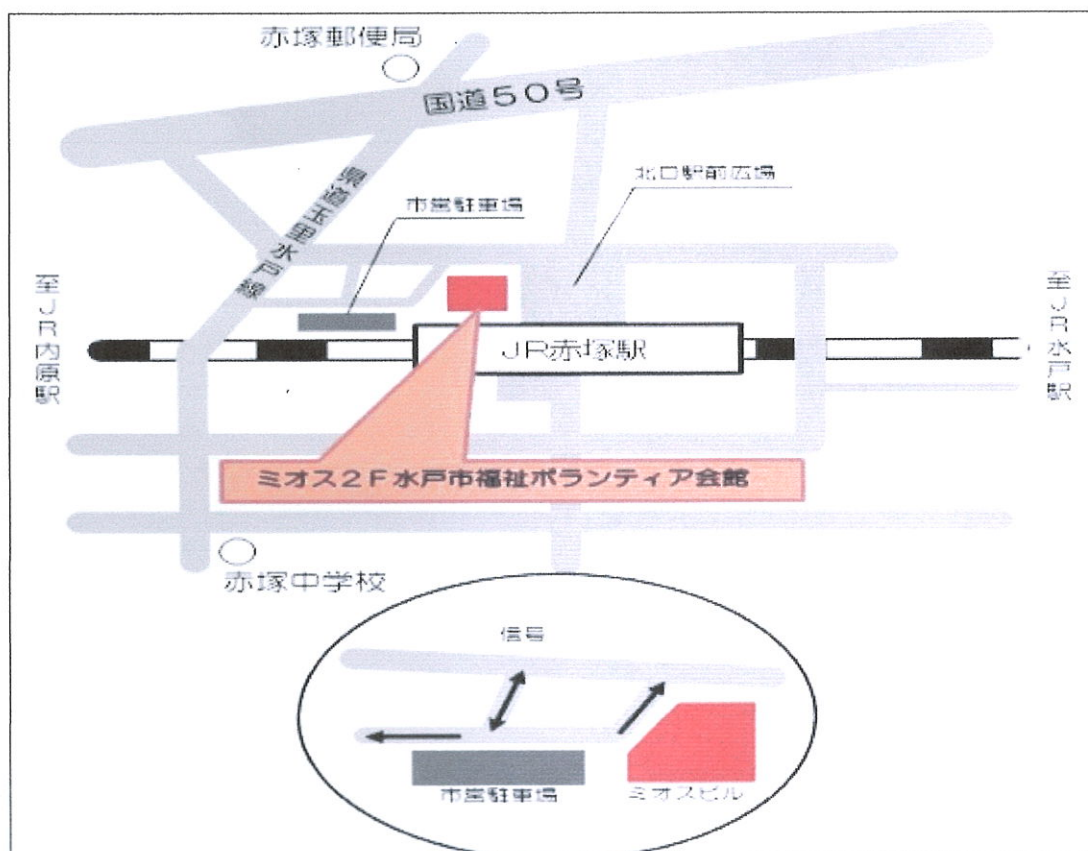 赤塚郵便局
国道50号
県道玉里水戸線
北口駅前広場
市営駐車場
至JR内原駅
JR赤塚駅
至JR水戸駅
ミオス2F水戸市福祉ボランティア会館
赤塚中学校
信号
市営駐車場
ミオスビル